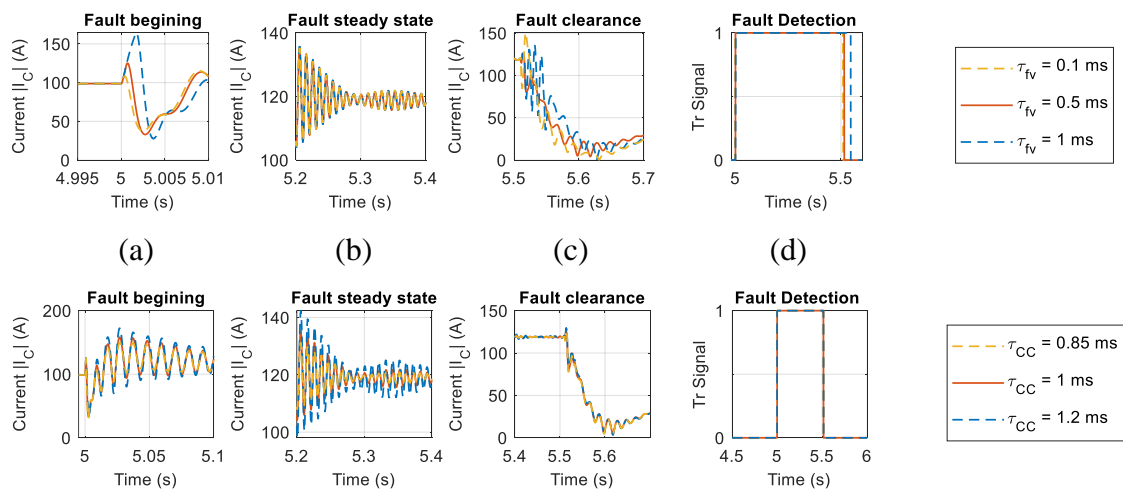 Fault begining
Fault steady state
Fault clearance
Fault Detection
Current |I_C| (A)
150
100
50
0
4.995
5
5.005
5.01
Time (s)
Current |I_C| (A)
140
120
100
5.2
5.3
5.4
Time (s)
Current |I_C| (A)
150
100
50
0
5.5
5.6
5.7
Time (s)
Tr Signal
1
0
5
5.5
Time (s)
τ_fv = 0.1 ms
τ_fv = 0.5 ms
τ_fv = 1 ms
(a)
(b)
(c)
(d)
Fault begining
Fault steady state
Fault clearance
Fault Detection
Current |I_C| (A)
200
100
0
5
5.05
5.1
Time (s)
Current |I_C| (A)
140
120
100
5.2
5.3
5.4
Time (s)
Current |I_C| (A)
150
100
50
0
5.4
5.5
5.6
Time (s)
Tr Signal
1
0
4.5
5
5.5
6
Time (s)
τ_CC = 0.85 ms
τ_CC = 1 ms
τ_CC = 1.2 ms